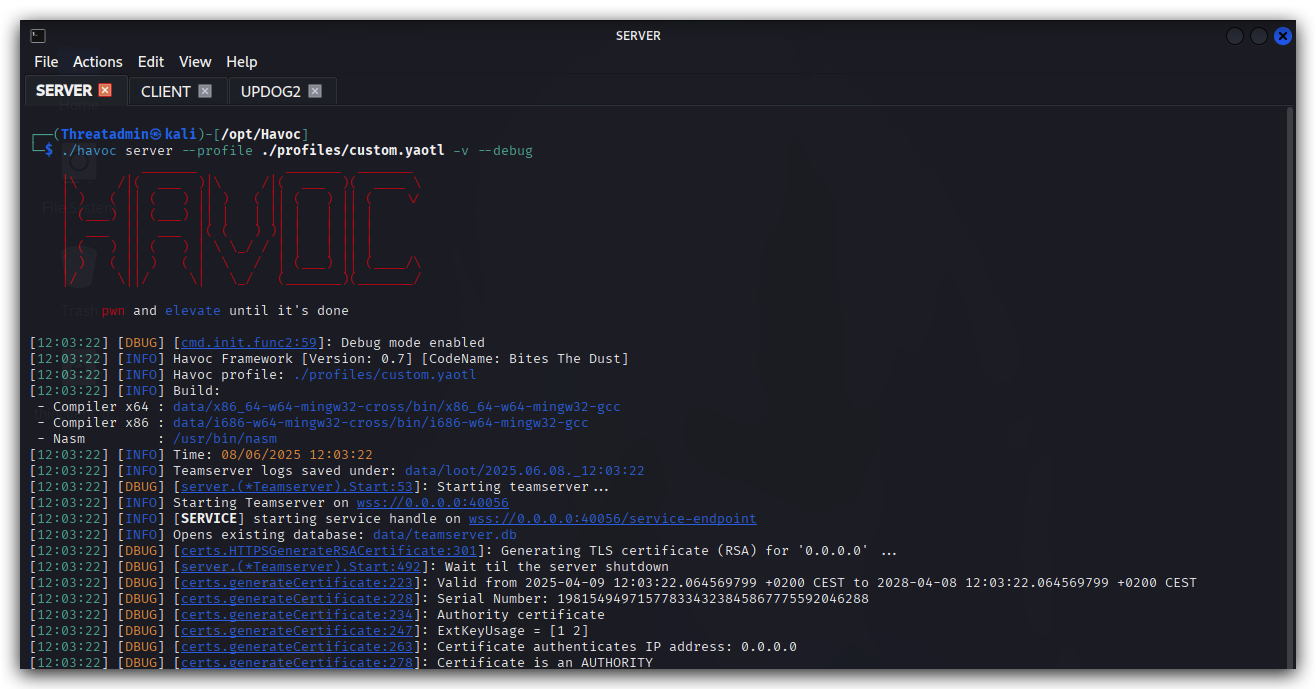 SERVER
File Actions Edit View Help
SERVER CLIENT UPDOG2
Home
┌──(Threatadmin㉿kali)-[/opt/Havoc]
└─$ ./havoc server --profile ./profiles/custom.yaotl -v --debug
File System
HAVOC
Trash
pwn and elevate until it's done
[12:03:22] [DBUG] [cmd.init.func2:59]: Debug mode enabled
[12:03:22] [INFO] Havoc Framework [Version: 0.7] [CodeName: Bites The Dust]
[12:03:22] [INFO] Havoc profile: ./profiles/custom.yaotl
[12:03:22] [INFO] Build:
- Compiler x64 : data/x86_64-w64-mingw32-cross/bin/x86_64-w64-mingw32-gcc
- Compiler x86 : data/i686-w64-mingw32-cross/bin/i686-w64-mingw32-gcc
- Nasm : /usr/bin/nasm
[12:03:22] [INFO] Time: 08/06/2025 12:03:22
[12:03:22] [INFO] Teamserver logs saved under: data/loot/2025.06.08._12:03:22
[12:03:22] [DBUG] [server.(*Teamserver).Start:53]: Starting teamserver...
[12:03:22] [INFO] Starting Teamserver on wss://0.0.0.0:40056
[12:03:22] [INFO] [SERVICE] starting service handle on wss://0.0.0.0:40056/service-endpoint
[12:03:22] [INFO] Opens existing database: data/teamserver.db
[12:03:22] [DBUG] [certs.HTTPSGenerateRSACertificate:301]: Generating TLS certificate (RSA) for '0.0.0.0' ...
[12:03:22] [DBUG] [server.(*Teamserver).Start:492]: Wait til the server shutdown
[12:03:22] [DBUG] [certs.generateCertificate:223]: Valid from 2025-04-09 12:03:22.064569799 +0200 CEST to 2028-04-08 12:03:22.064569799 +0200 CEST
[12:03:22] [DBUG] [certs.generateCertificate:228]: Serial Number: 198154949715778334323845867775592046288
[12:03:22] [DBUG] [certs.generateCertificate:234]: Authority certificate
[12:03:22] [DBUG] [certs.generateCertificate:247]: ExtKeyUsage = [1 2]
[12:03:22] [DBUG] [certs.generateCertificate:263]: Certificate authenticates IP address: 0.0.0.0
[12:03:22] [DBUG] [certs.generateCertificate:278]: Certificate is an AUTHORITY